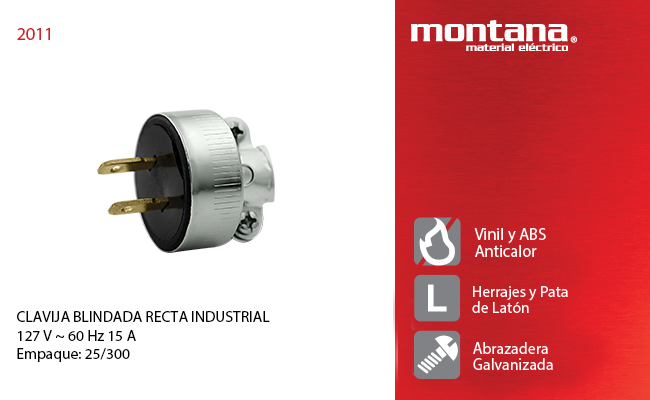 2011
montana®
material eléctrico
CLAVIJA BLINDADA RECTA INDUSTRIAL
127 V ~ 60 Hz 15 A
Empaque: 25/300
Vinil y ABS
Anticalor
L
Herrajes y Pata
de Latón
Abrazadera
Galvanizada